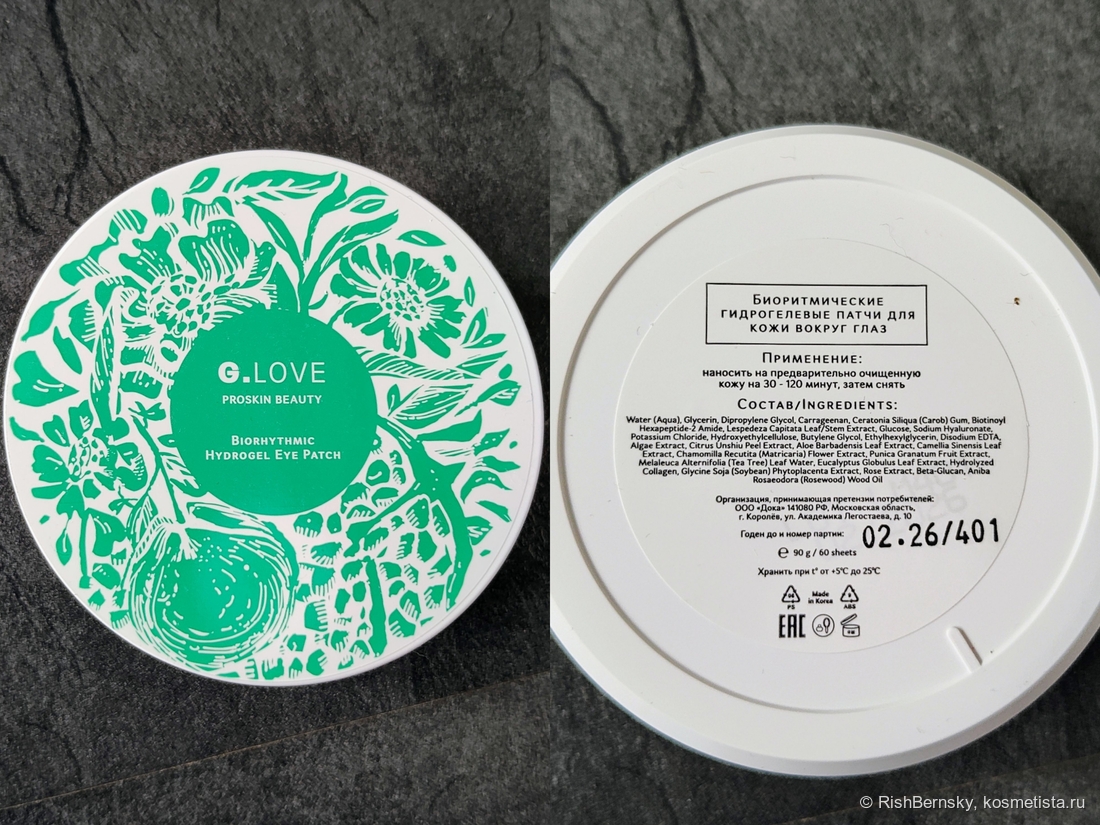 G.LOVE
PROSKIN BEAUTY
BIORHYTHMIC
HYDROGEL EYE PATCH
БИОРИТМИЧЕСКИЕ
ГИДРОГЕЛЕВЫЕ ПАТЧИ ДЛЯ
КОЖИ ВОКРУГ ГЛАЗ
ПРИМЕНЕНИЕ:
наносить на предварительно очищенную
кожу на 30 - 120 минут, затем снять
СОСТАВ/INGREDIENTS:
Water (Aqua), Glycerin, Dipropylene Glycol, Carrageenan, Ceratonia Siliqua (Carob) Gum, Biotinoyl
Hexapeptide-2 Amide, Lespedeza Capitata Leaf/Stem Extract, Glucose, Sodium Hyaluronate,
Potassium Chloride, Hydroxyethylcellulose, Butylene Glycol, Ethylhexylglycerin, Disodium EDTA,
Algae Extract, Citrus Unshiu Peel Extract, Aloe Barbadensis Leaf Extract, Camellia Sinensis Leaf
Extract, Chamomilla Recutita (Matricaria) Flower Extract, Punica Granatum Fruit Extract,
Melaleuca Alternifolia (Tea Tree) Leaf Water, Eucalyptus Globulus Leaf Extract, Hydrolyzed
Collagen, Glycine Soja (Soybean) Phytoplacenta Extract, Rose Extract, Beta-Glucan, Aniba
Rosaeodora (Rosewood) Wood Oil
Организация, принимающая претензии потребителей:
ООО «Дока» 141080 РФ, Московская область,
г. Королёв, ул. Академика Легостаева, д. 10
Годен до и номер партии: 02.26/401
℮ 90 g / 60 sheets
Хранить при t° от +5°C до 25°C
Made
in Korea
PS
ABS
EAC
© RishBernsky, kosmetista.ru